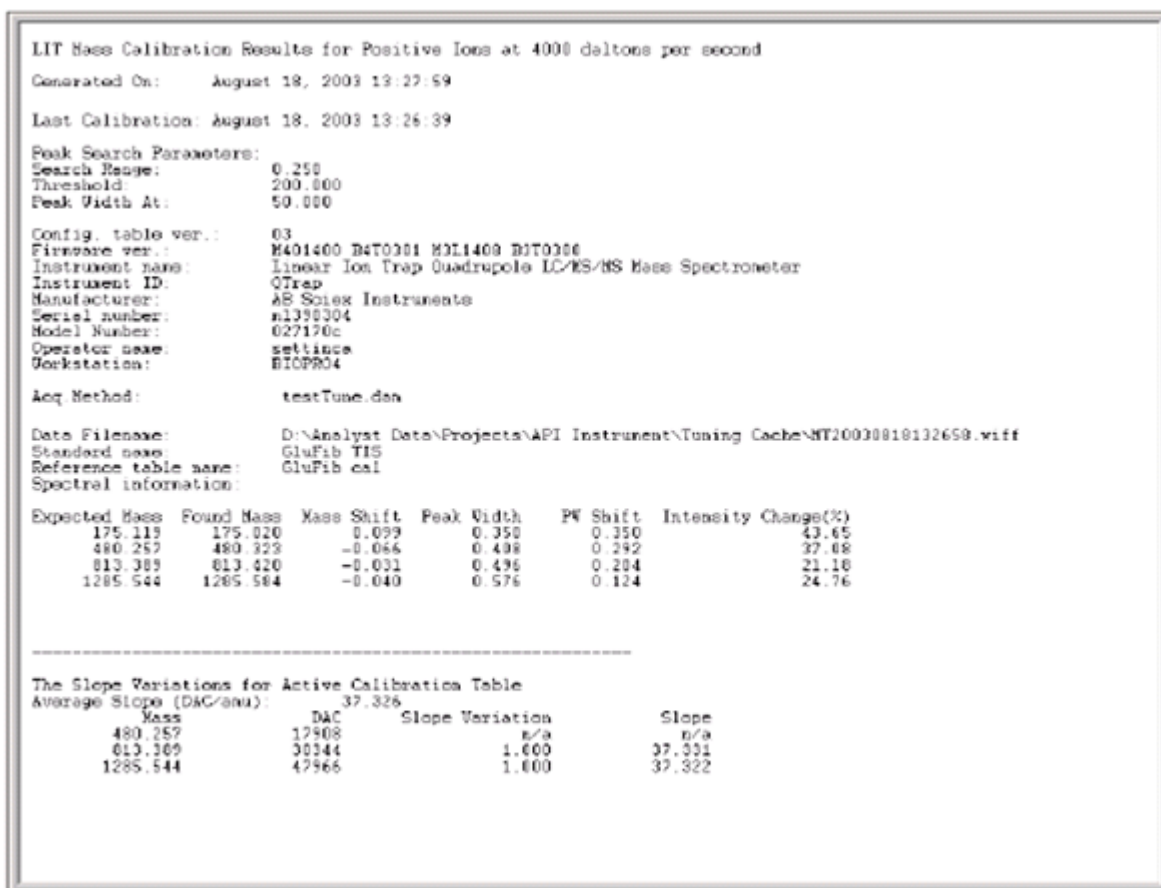 LIT Mass Calibration Results for Positive Ions at 4000 daltons per second
Generated On: August 18, 2003 13:27:59
Last Calibration: August 18, 2003 13:26:39
Peak Search Parameters:
Search Range: 0.250
Threshold: 200.000
Peak Width At: 50.000
Config. table ver.: 03
Firmware ver.: M401400 B4T0301 M3L1408 B3T0300
Instrument name: Linear Ion Trap Quadrupole LC/MS/MS Mass Spectrometer
Instrument ID: QTrap
Manufacturer: AB Sciex Instruments
Serial number: n1390304
Model Number: 027170c
Operator name: settinca
Workstation: BIOPRO4
Acq.Method: testTune.dam
Data Filename: D:\Analyst Data\Projects\API Instrument\Tuning Cache\MT20030818132658.wiff
Standard name: GluFib TIS
Reference table name: GluFib cal
Spectral information:
Expected Mass Found Mass Mass Shift Peak Width PW Shift Intensity Change(%)
175.119 175.020 0.099 0.350 0.350 43.65
480.257 480.323 -0.066 0.408 0.292 37.08
813.389 813.420 -0.031 0.496 0.204 21.18
1285.544 1285.584 -0.040 0.576 0.124 24.76
The Slope Variations for Active Calibration Table
Average Slope (DAC/amu): 37.326
Mass DAC Slope Variation Slope
480.257 17908 n/a n/a
813.389 30344 1.000 37.331
1285.544 47966 1.000 37.322